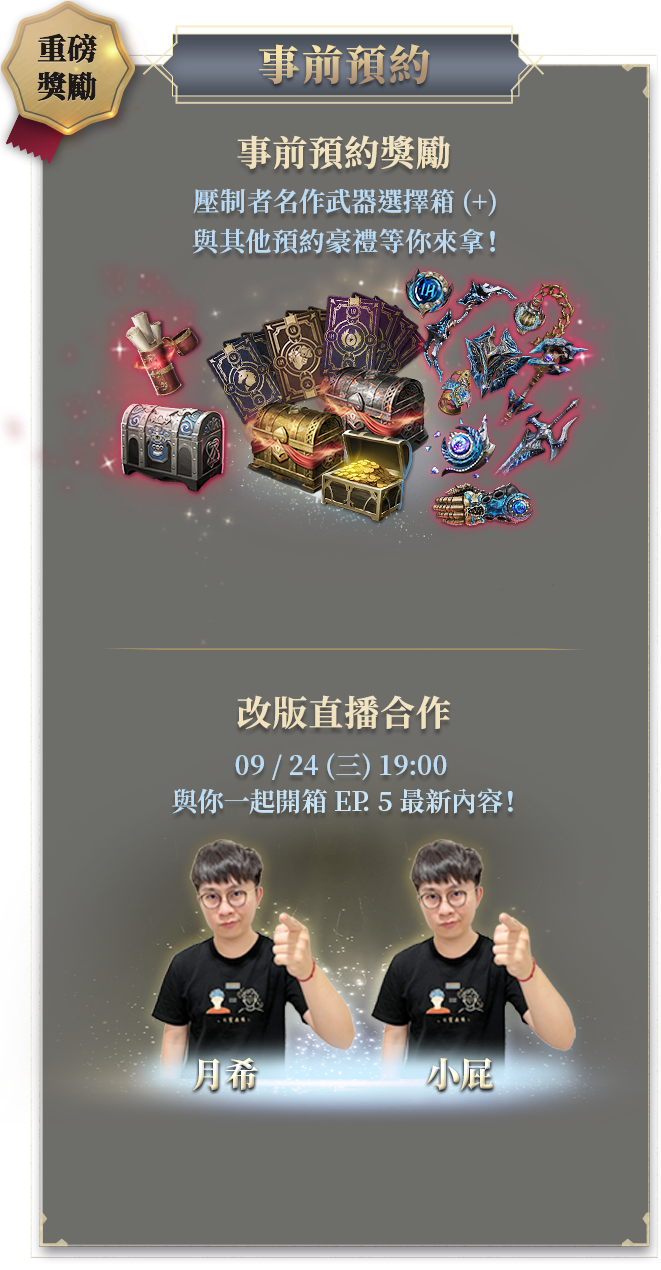 重磅
獎勵
事前預約
事前預約獎勵
壓制者名作武器選擇箱 (+)
與其他預約豪禮等你來拿!
改版直播合作
09 / 24 (三) 19:00
與你一起開箱 EP. 5 最新內容!
月希
小屁